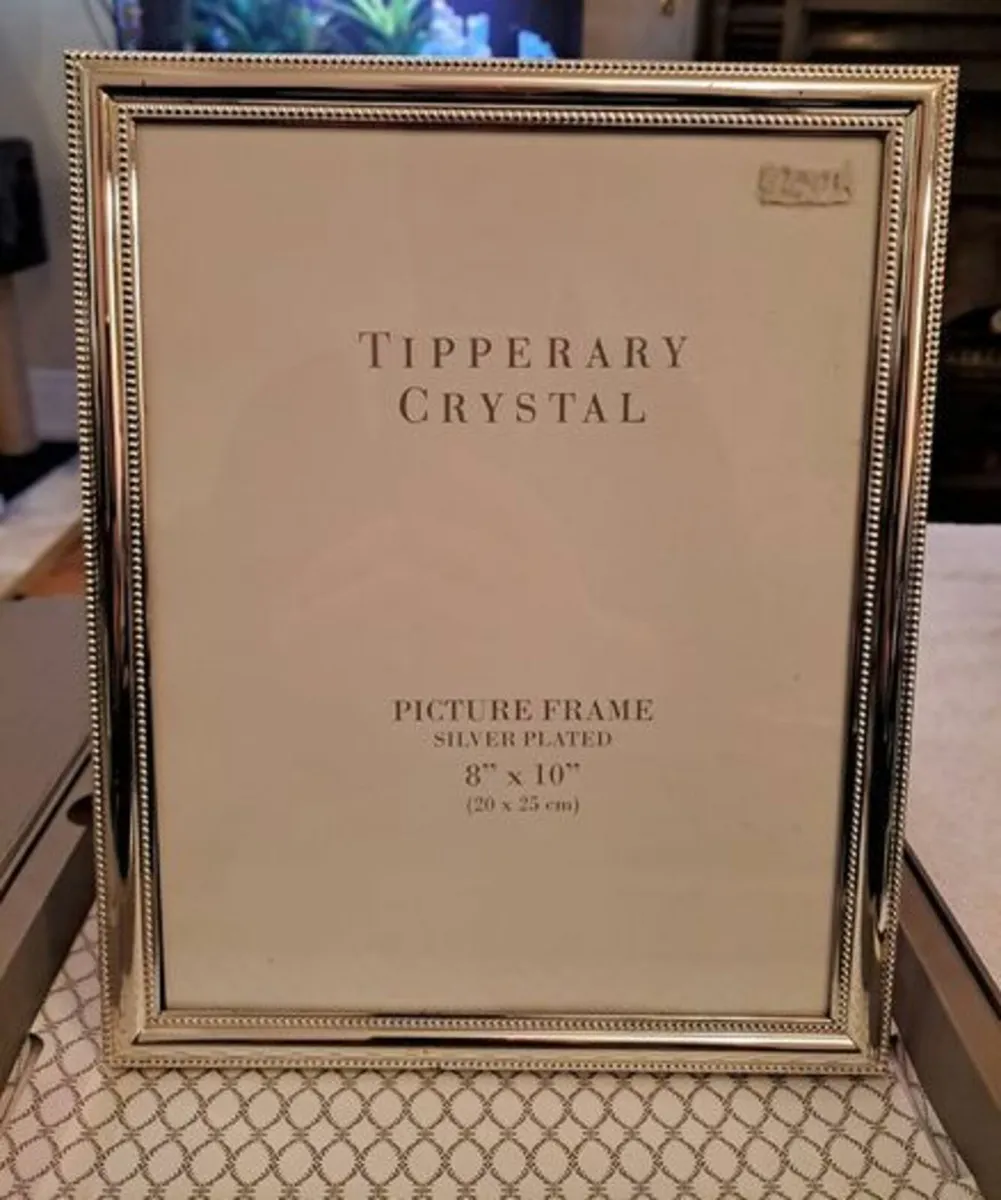 TIPPERARY
CRYSTAL
PICTURE FRAME
SILVER PLATED
8” x 10”
(20 x 25 cm)